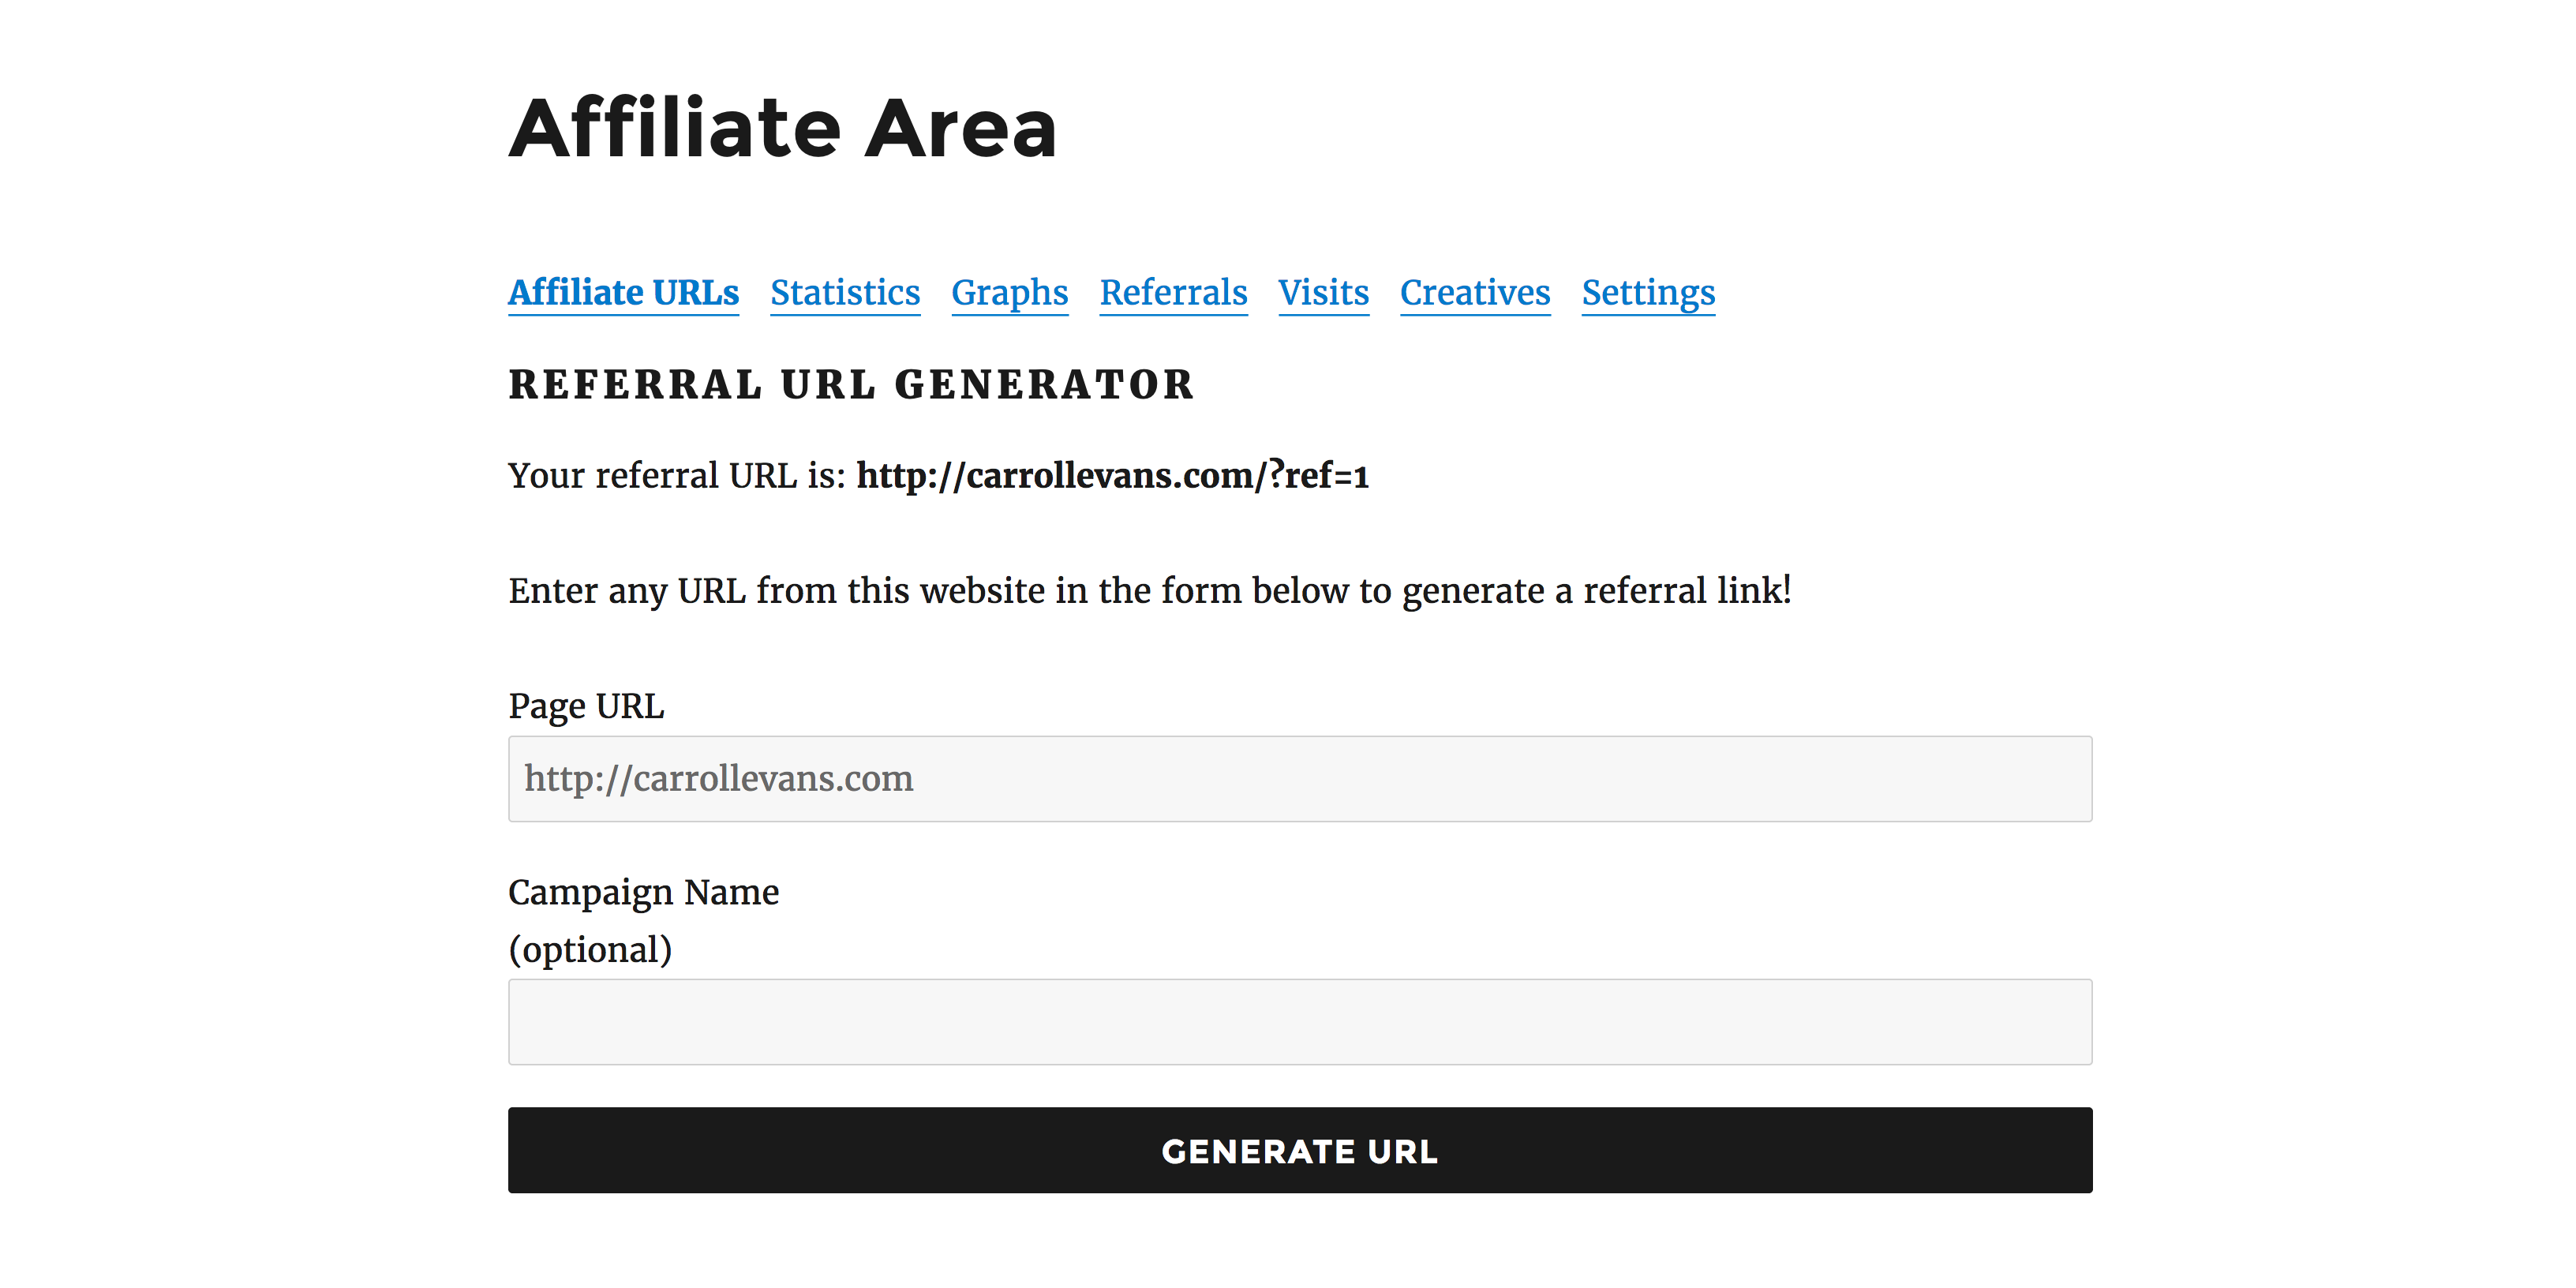 Affiliate Area
Affiliate URLs Statistics Graphs Referrals Visits Creatives Settings
REFERRAL URL GENERATOR
Your referral URL is: http://carrollevans.com/?ref=1
Enter any URL from this website in the form below to generate a referral link!
Page URL
http://carrollevans.com
Campaign Name
(optional)
GENERATE URL